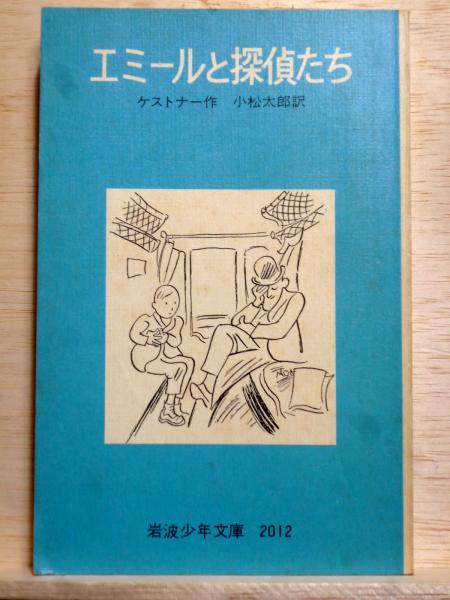 エミールと探偵たち
ケストナー作 小松太郎訳
岩波少年文庫 2012